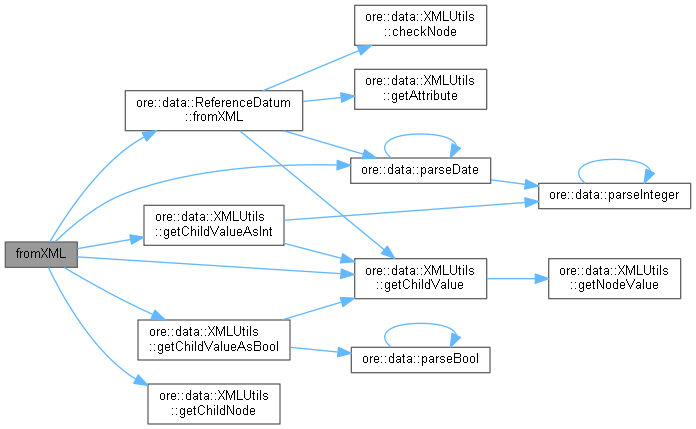 ore::data::XMLUtils
::checkNode
ore::data::XMLUtils
::getAttribute
ore::data::ReferenceDatum
::fromXML
ore::data::parseDate
ore::data::parseInteger
ore::data::XMLUtils
::getChildValueAsInt
fromXML
ore::data::XMLUtils
::getChildValue
ore::data::XMLUtils
::getNodeValue
ore::data::XMLUtils
::getChildValueAsBool
ore::data::parseBool
ore::data::XMLUtils
::getChildNode